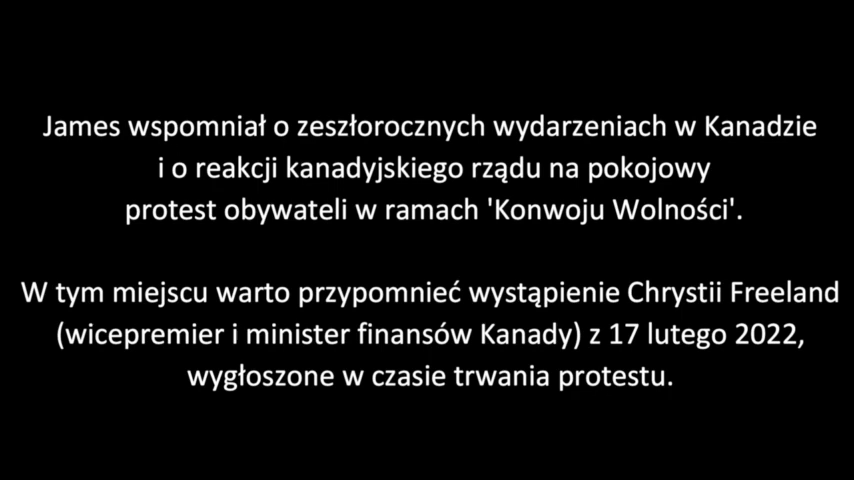 James wspomniał o zeszłorocznych wydarzeniach w Kanadzie
i o reakcji kanadyjskiego rządu na pokojowy
protest obywateli w ramach 'Konwoju Wolności'.
W tym miejscu warto przypomnieć wystąpienie Chrystii Freeland
(wicepremier i minister finansów Kanady) z 17 lutego 2022,
wygłoszone w czasie trwania protestu.